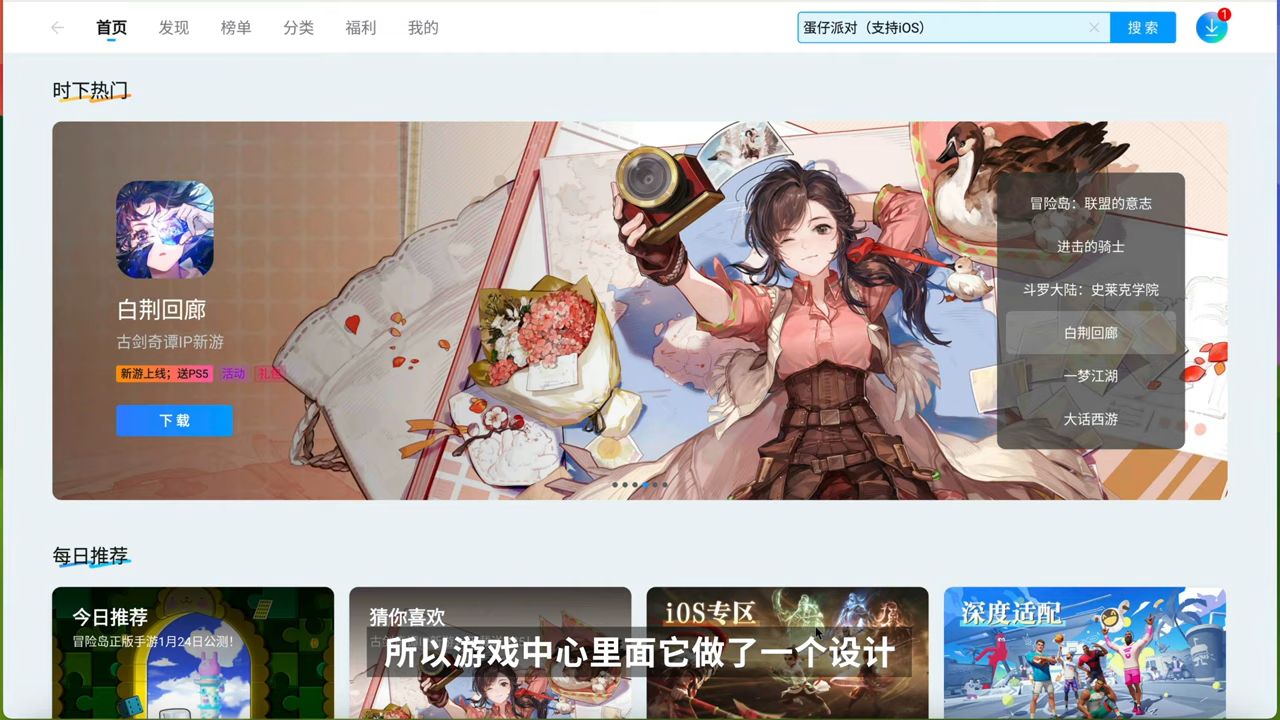 首页
发现
榜单
分类
福利
我的
蛋仔派对（支持iOS）
搜索
1
时下热门
白荆回廊
古剑奇谭IP新游
新游上线；送PS5
活动
礼包
下载
冒险岛：联盟的意志
进击的骑士
斗罗大陆：史莱克学院
白荆回廊
一梦江湖
大话西游
每日推荐
今日推荐
冒险岛正版手游1月24日公测！
猜你喜欢
iOS专区
深度适配
所以游戏中心里面它做了一个设计